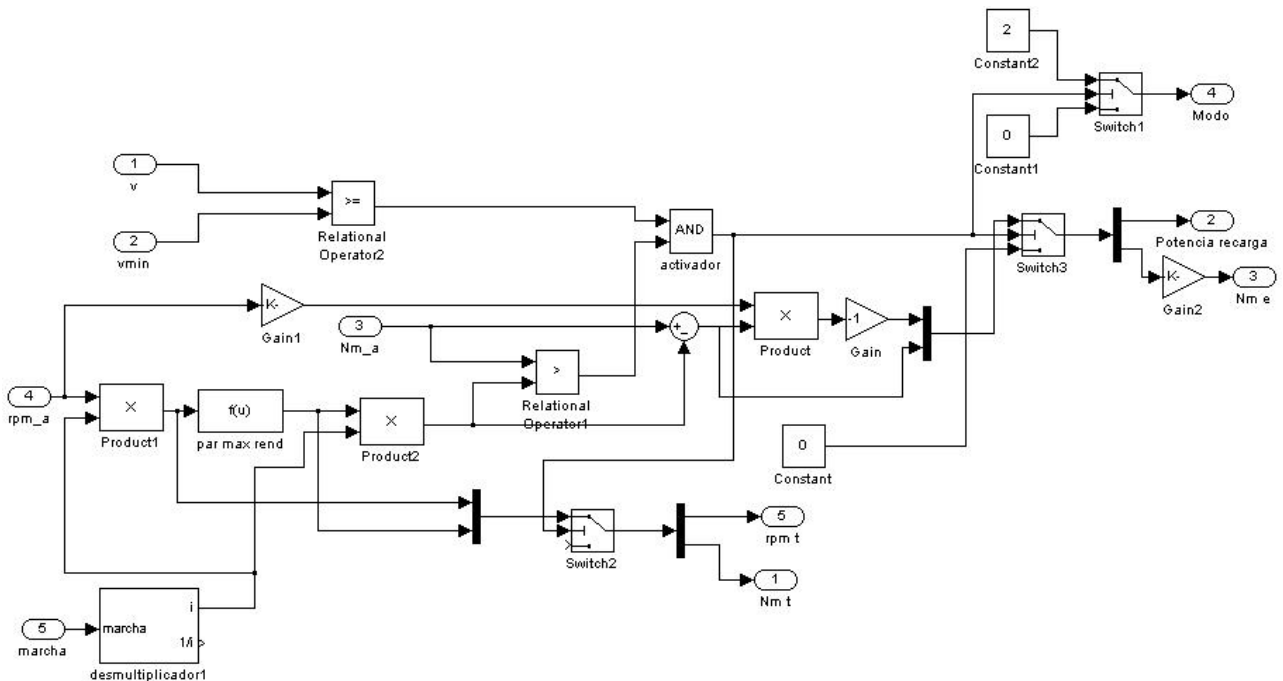 2
Constant2
4
Modo
Switch1
0
Constant1
1
v
2
vmin
>=
Relational
Operator2
AND
activador
2
Potencia recarga
Switch3
K-
Gain2
3
Nm e
K-
Gain1
3
Nm_a
+
-
×
Product
-1
Gain
>
Relational
Operator1
4
rpm_a
×
Product1
f(u)
par max rend
×
Product2
0
Constant
Switch2
5
rpm t
1
Nm t
5
marcha
marcha
i
1/i
desmultiplicador1